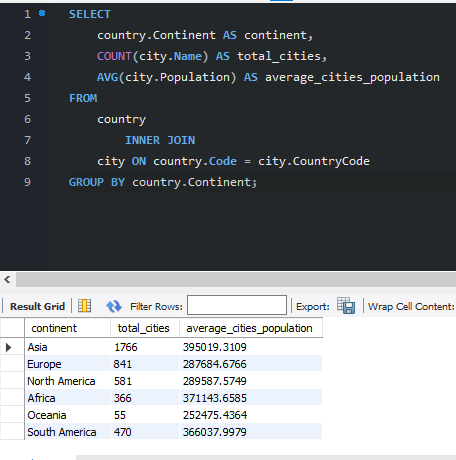 1 SELECT
2 country.Continent AS continent,
3 COUNT(city.Name) AS total_cities,
4 AVG(city.Population) AS average_cities_population
5 FROM
6 country
7 INNER JOIN
8 city ON country.Code = city.CountryCode
9 GROUP BY country.Continent;
Result Grid Filter Rows: Export: Wrap Cell Content:
continent total_cities average_cities_population
Asia 1766 395019.3109
Europe 841 287684.6766
North America 581 289587.5749
Africa 366 371143.6585
Oceania 55 252475.4364
South America 470 366037.9979